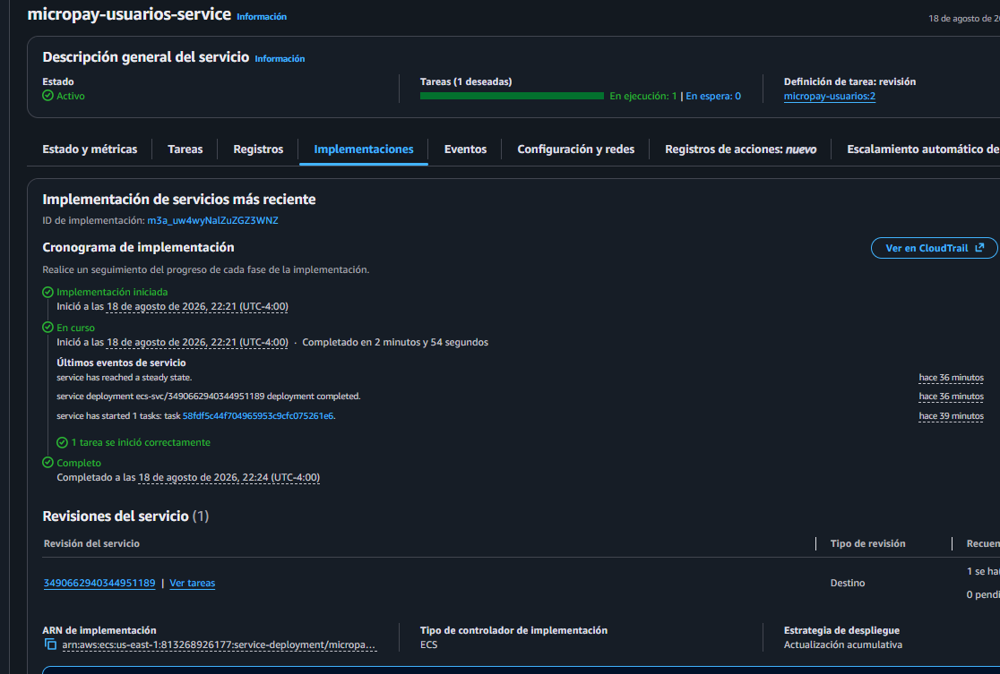 micropay-usuarios-service Información
18 de agosto de 2
Descripción general del servicio Información
Estado
Activo
Tareas (1 deseadas)
En ejecución: 1 | En espera: 0
Definición de tarea: revisión
micropay-usuarios:2
Estado y métricas
Tareas
Registros
Implementaciones
Eventos
Configuración y redes
Registros de acciones: nuevo
Escalamiento automático de
Implementación de servicios más reciente
ID de implementación: m3a_uw4wyNalZuZGZ3WNZ
Cronograma de implementación
Ver en CloudTrail
Realice un seguimiento del progreso de cada fase de la implementación.
Implementación iniciada
Inició a las 18 de agosto de 2026, 22:21 (UTC-4:00)
En curso
Inició a las 18 de agosto de 2026, 22:21 (UTC-4:00) · Completado en 2 minutos y 54 segundos
Últimos eventos de servicio
service has reached a steady state. hace 36 minutos
service deployment ecs-svc/3490662940344951189 deployment completed. hace 36 minutos
service has started 1 tasks: task 58fdf5c44f704965953c9cfc075261e6. hace 39 minutos
1 tarea se inició correctamente
Completo
Completado a las 18 de agosto de 2026, 22:24 (UTC-4:00)
Revisiones del servicio (1)
Revisión del servicio
Tipo de revisión
Recuen
3490662940344951189 | Ver tareas
Destino
1 se ha
0 pendi
ARN de implementación
arn:aws:ecs:us-east-1:813268926177:service-deployment/micropa...
Tipo de controlador de implementación
ECS
Estrategia de despliegue
Actualización acumulativa